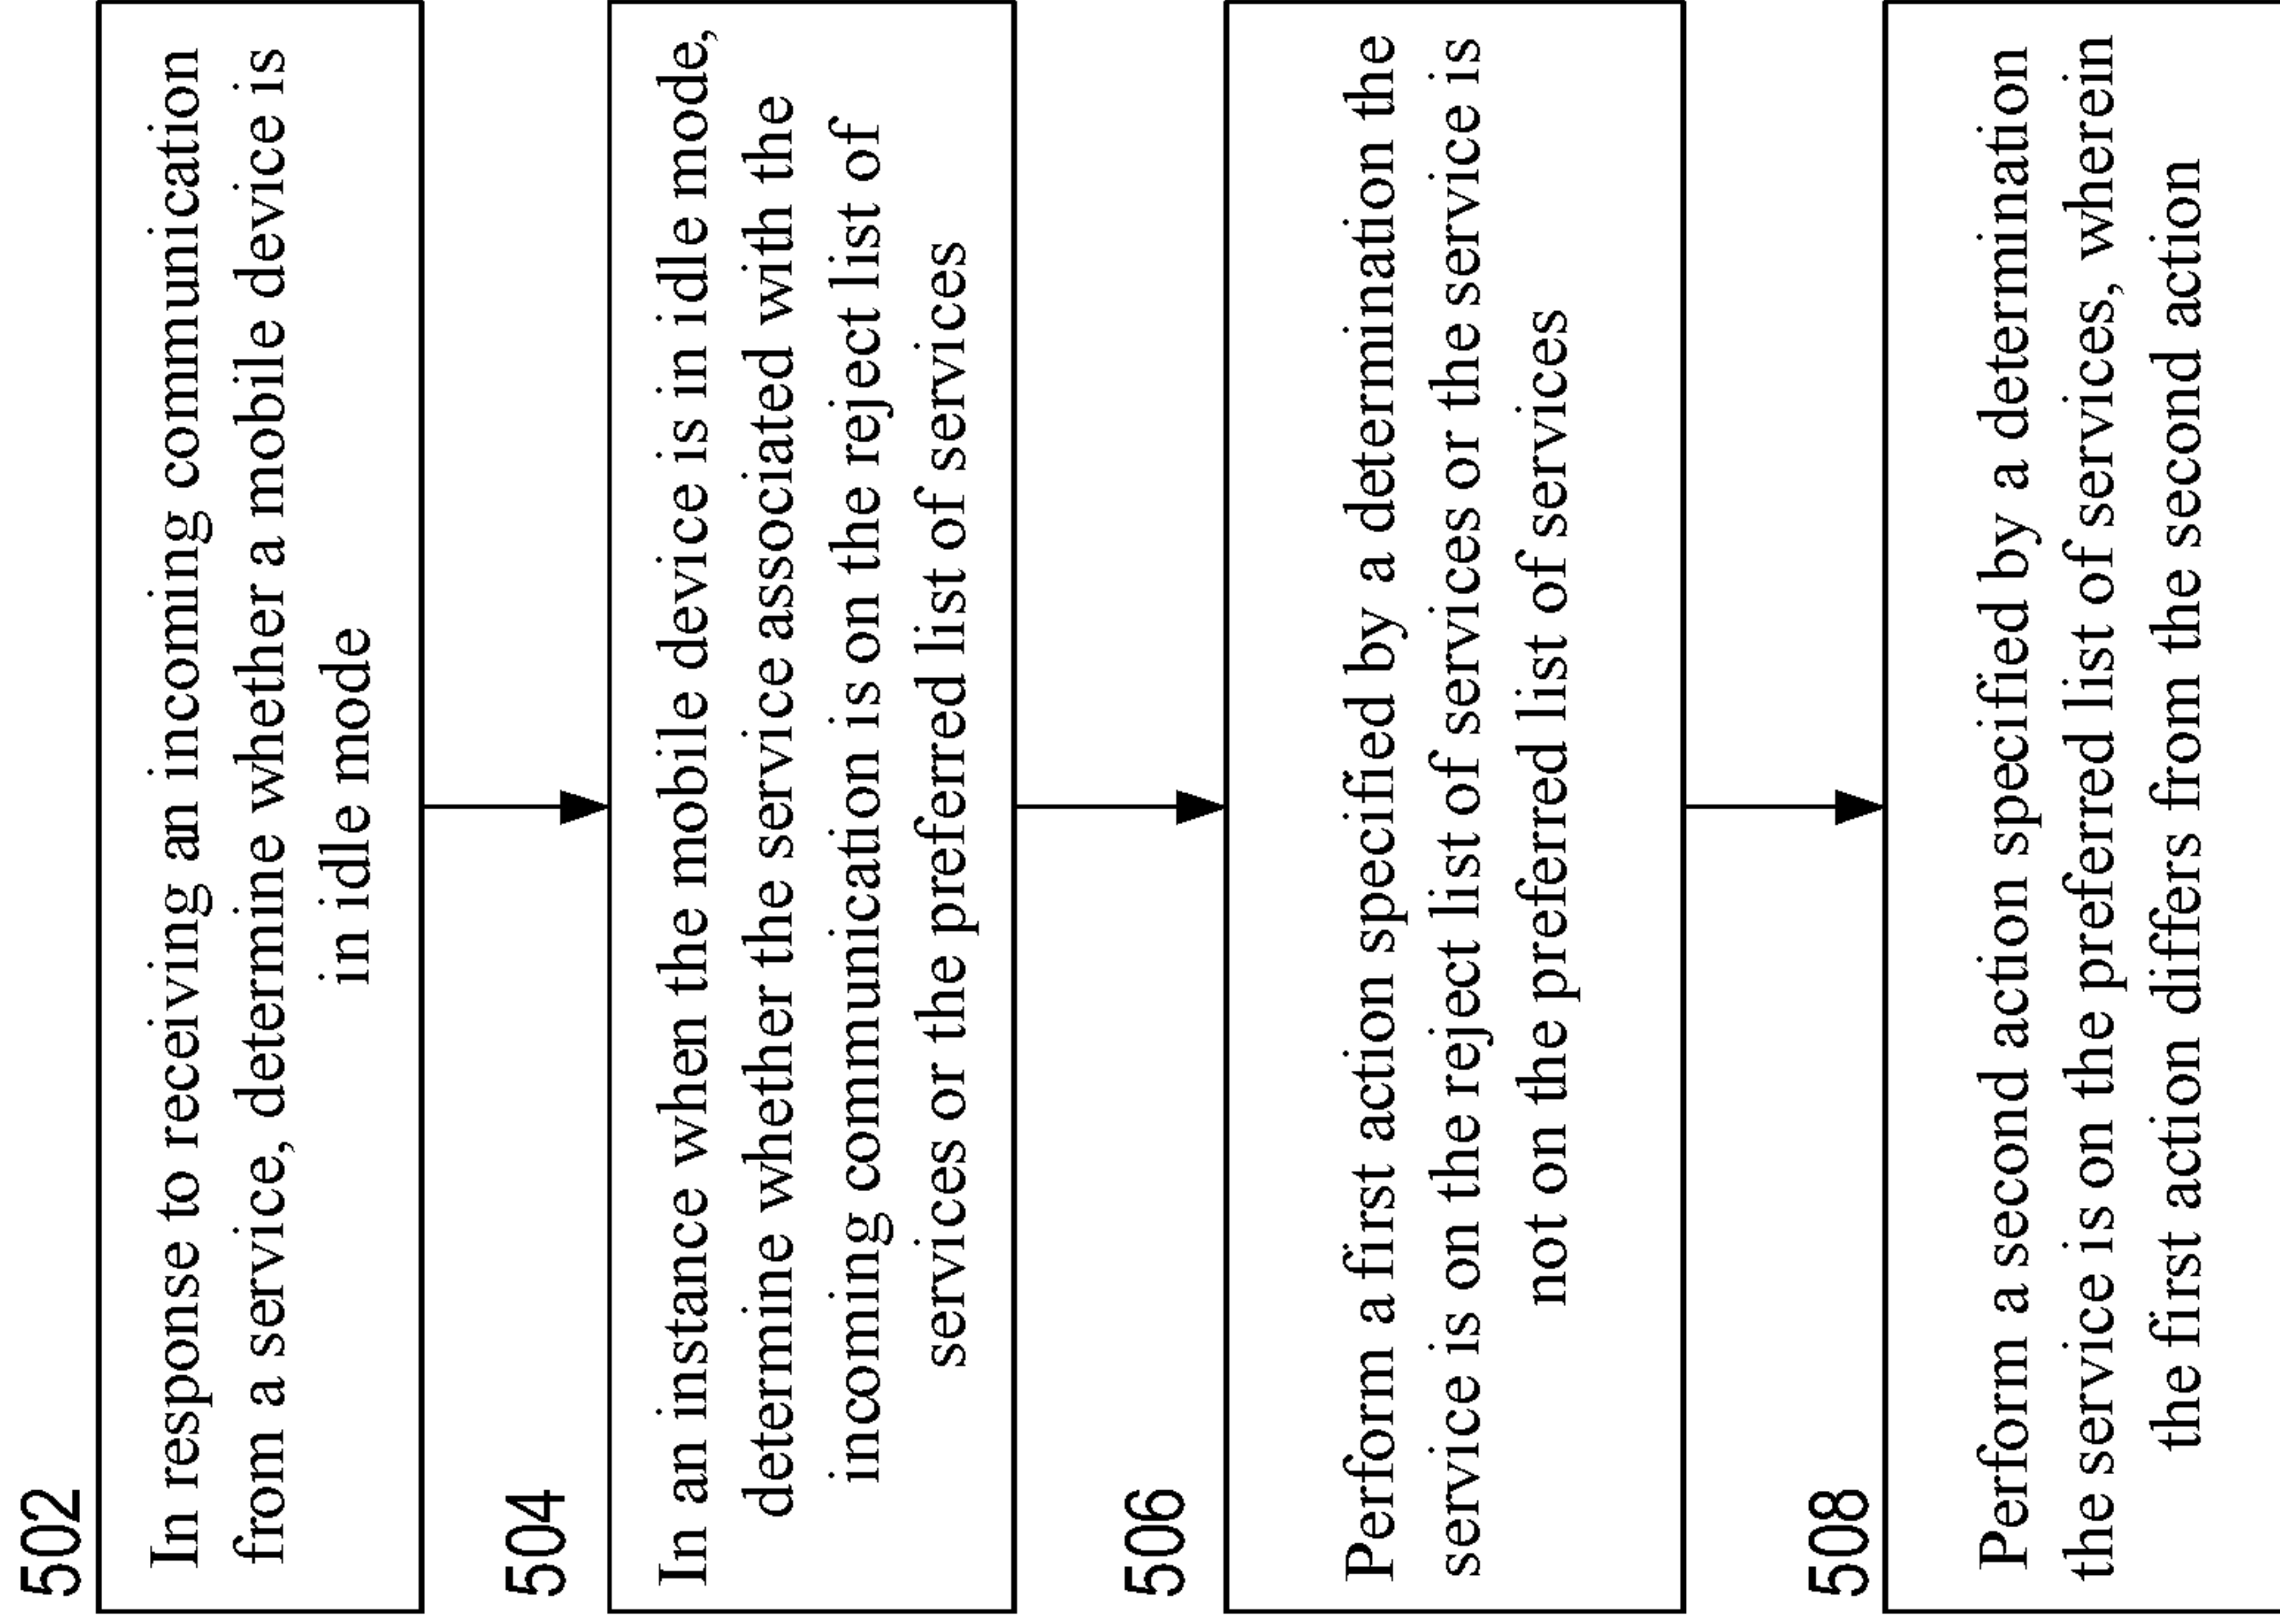 502
In response to receiving an incoming communication
from a service, determine whether a mobile device is
in idle mode
504
In an instance when the mobile device is in idle mode,
determine whether the service associated with the
incoming communication is on the reject list of
services or the preferred list of services
506
Perform a first action specified by a determination the
service is on the reject list of services or the service is
not on the preferred list of services
508
Perform a second action specified by a determination
the service is on the preferred list of services, wherein
the first action differs from the second action